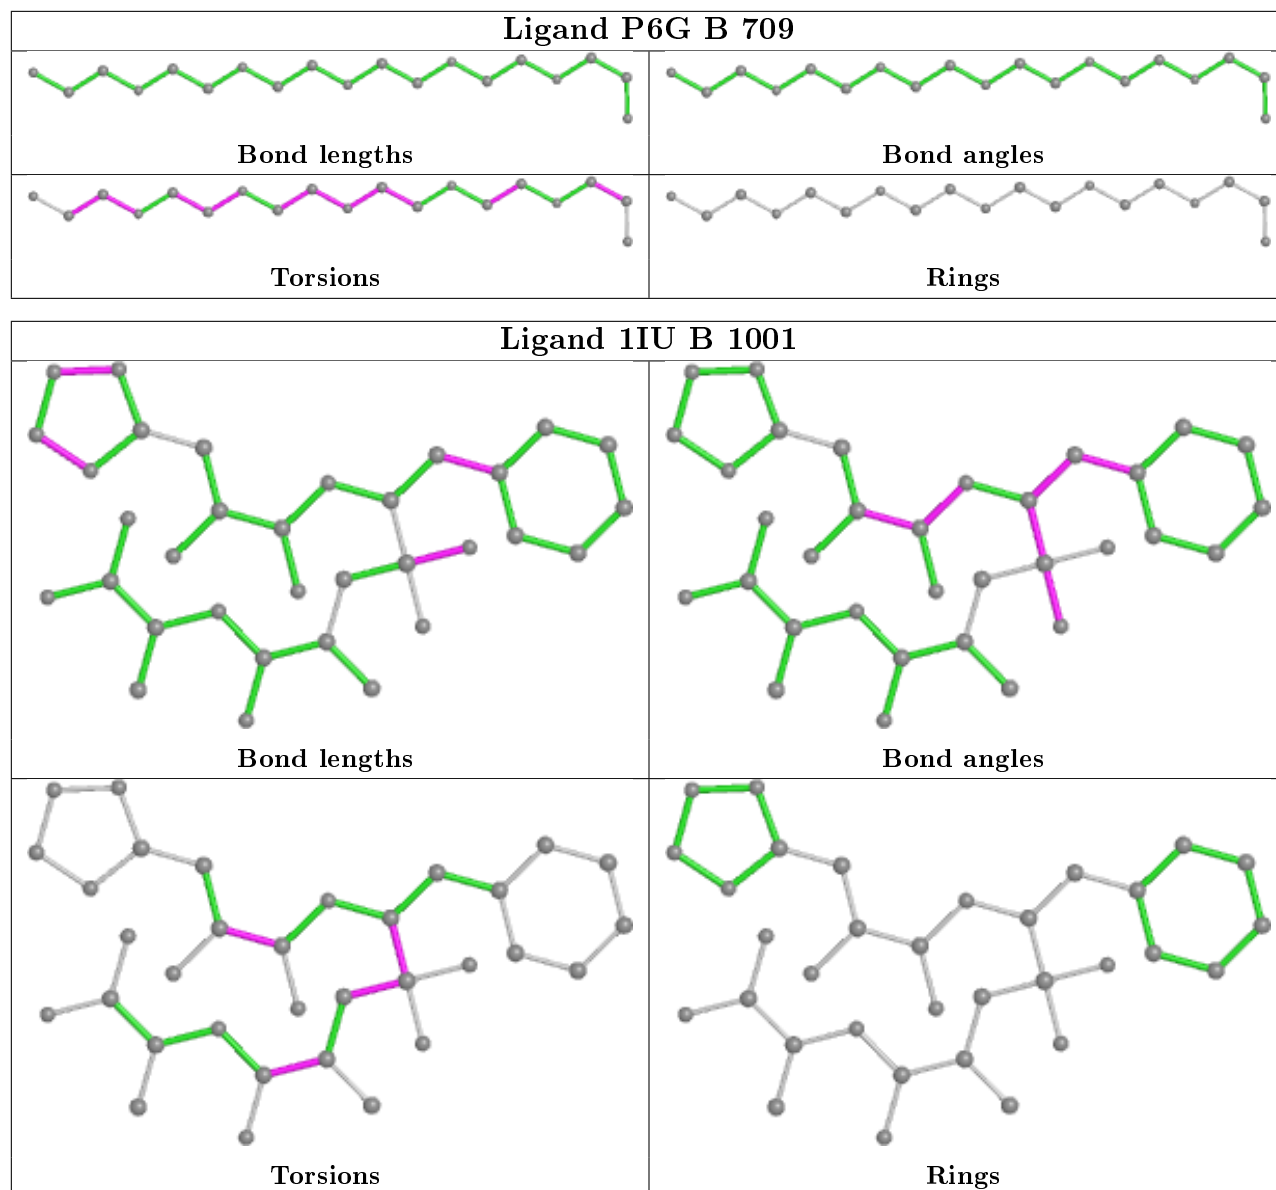 Ligand P6G B 709
Bond lengths
Bond angles
Torsions
Rings
Ligand 1IU B 1001
Bond lengths
Bond angles
Torsions
Rings